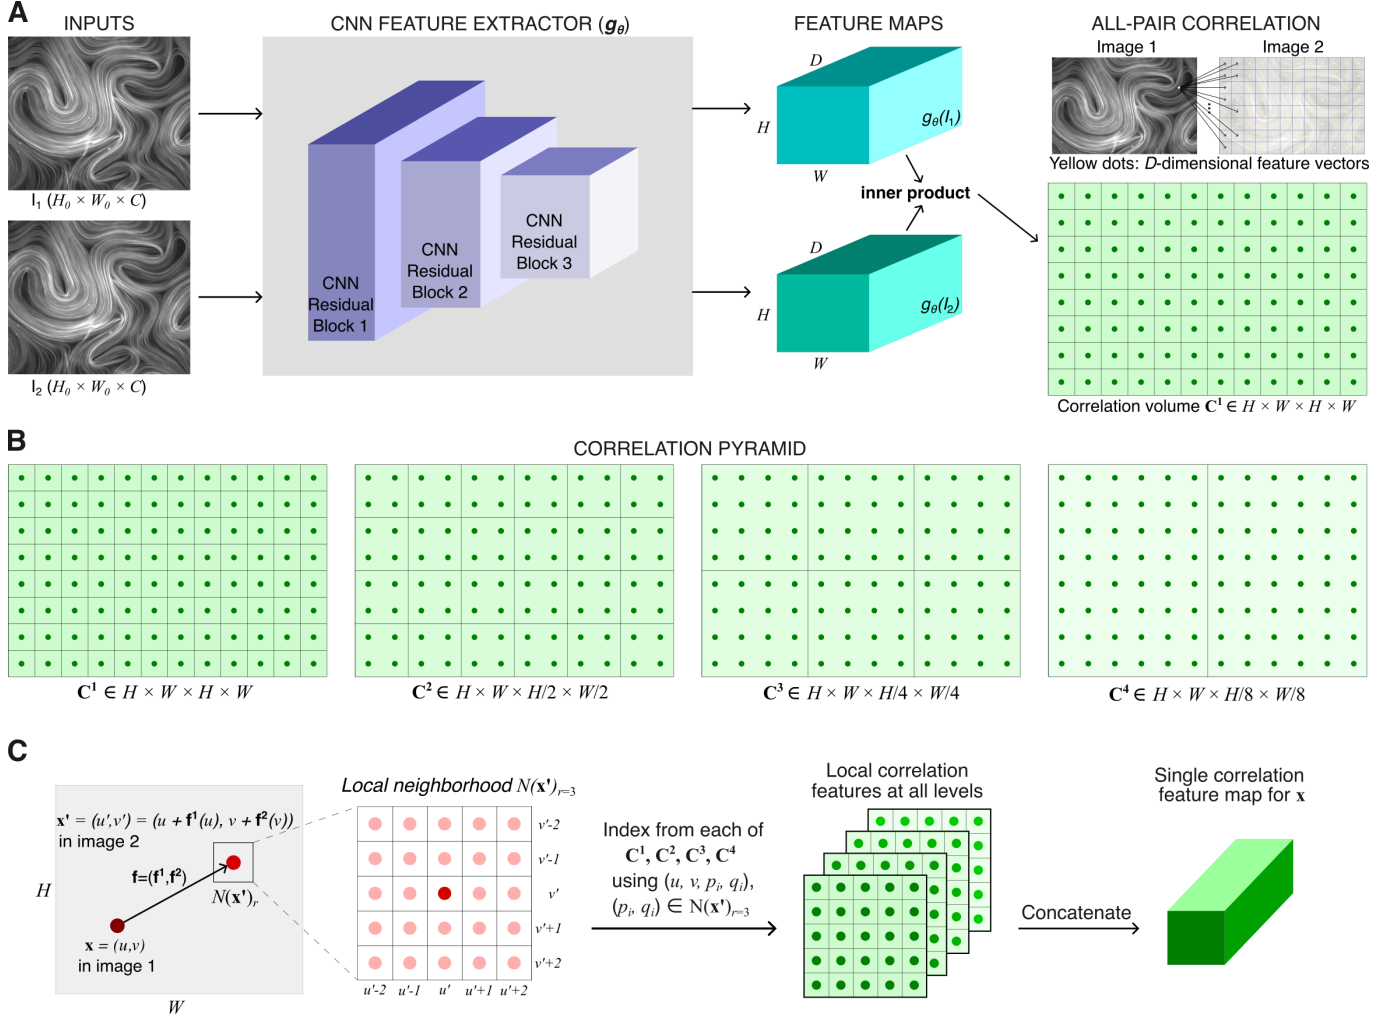 A
INPUTS
CNN FEATURE EXTRACTOR (gθ)
FEATURE MAPS
ALL-PAIR CORRELATION
Image 1
Image 2
I1 (H0 × W0 × C)
I2 (H0 × W0 × C)
CNN
Residual
Block 1
CNN
Residual
Block 2
CNN
Residual
Block 3
D
H
gθ(I1)
W
inner product
D
H
gθ(I2)
W
Yellow dots: D-dimensional feature vectors
Correlation volume C¹ ∈ H × W × H × W
B
CORRELATION PYRAMID
C¹ ∈ H × W × H × W
C² ∈ H × W × H/2 × W/2
C³ ∈ H × W × H/4 × W/4
C⁴ ∈ H × W × H/8 × W/8
C
x' = (u',v') = (u + f¹(u), v + f²(v))
in image 2
f=(f¹,f²)
N(x')r
H
x = (u,v)
in image 1
W
Local neighborhood N(x')r=3
v'-2
v'-1
v'
v'+1
v'+2
u'-2
u'-1
u'
u'+1
u'+2
Index from each of
C¹, C², C³, C⁴
using (u, v, pi, qi),
(pi, qi) ∈ N(x')r=3
Local correlation
features at all levels
Concatenate
Single correlation
feature map for x